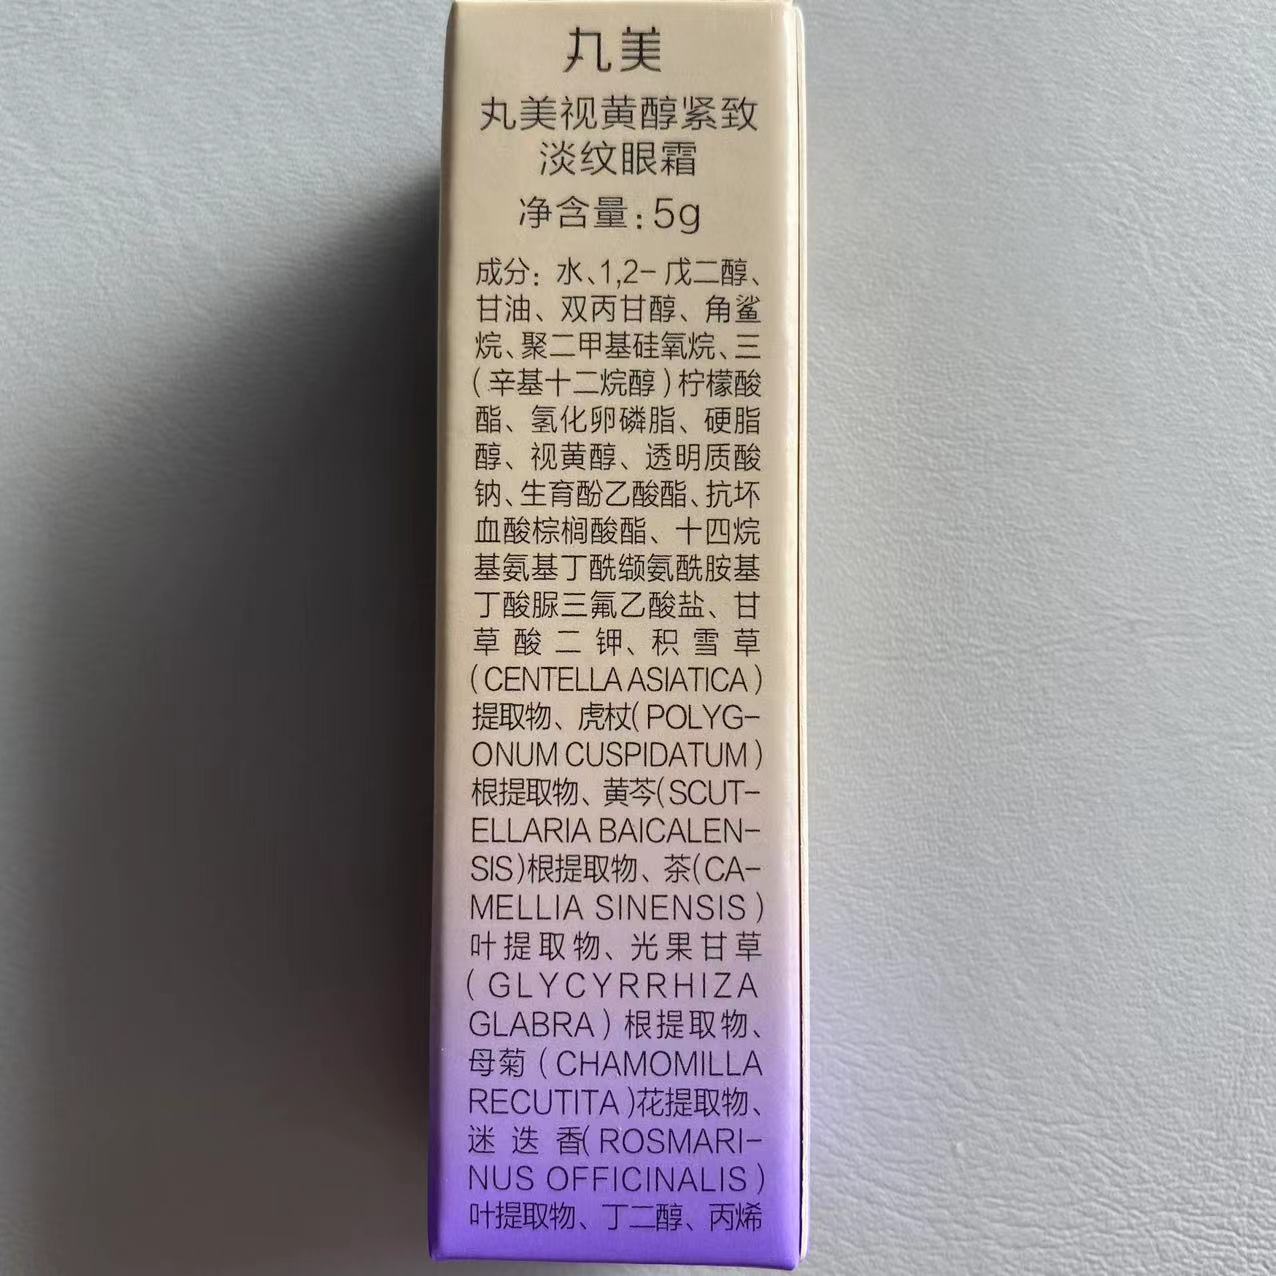 丸美
丸美视黄醇紧致
淡纹眼霜
净含量:5g
成分: 水、1,2- 戊二醇、
甘油、双丙甘醇、角鲨
烷、聚二甲基硅氧烷、三
(辛基十二烷醇)柠檬酸
酯、氢化卵磷脂、硬脂
醇、视黄醇、透明质酸
钠、生育酚乙酸酯、抗坏
血酸棕榈酸酯、十四烷
基氨基丁酰缬氨酰胺基
丁酸脲三氟乙酸盐、甘
草酸二钾、积雪草
(CENTELLA ASIATICA)
提取物、虎杖(POLYG-
ONUM CUSPIDATUM)
根提取物、黄芩(SCUT-
ELLARIA BAICALEN-
SIS)根提取物、茶(CA-
MELLIA SINENSIS)
叶提取物、光果甘草
(GLYCYRRHIZA
GLABRA)根提取物、
母菊(CHAMOMILLA
RECUTITA)花提取物、
迷迭香(ROSMARI-
NUS OFFICINALIS)
叶提取物、丁二醇、丙烯